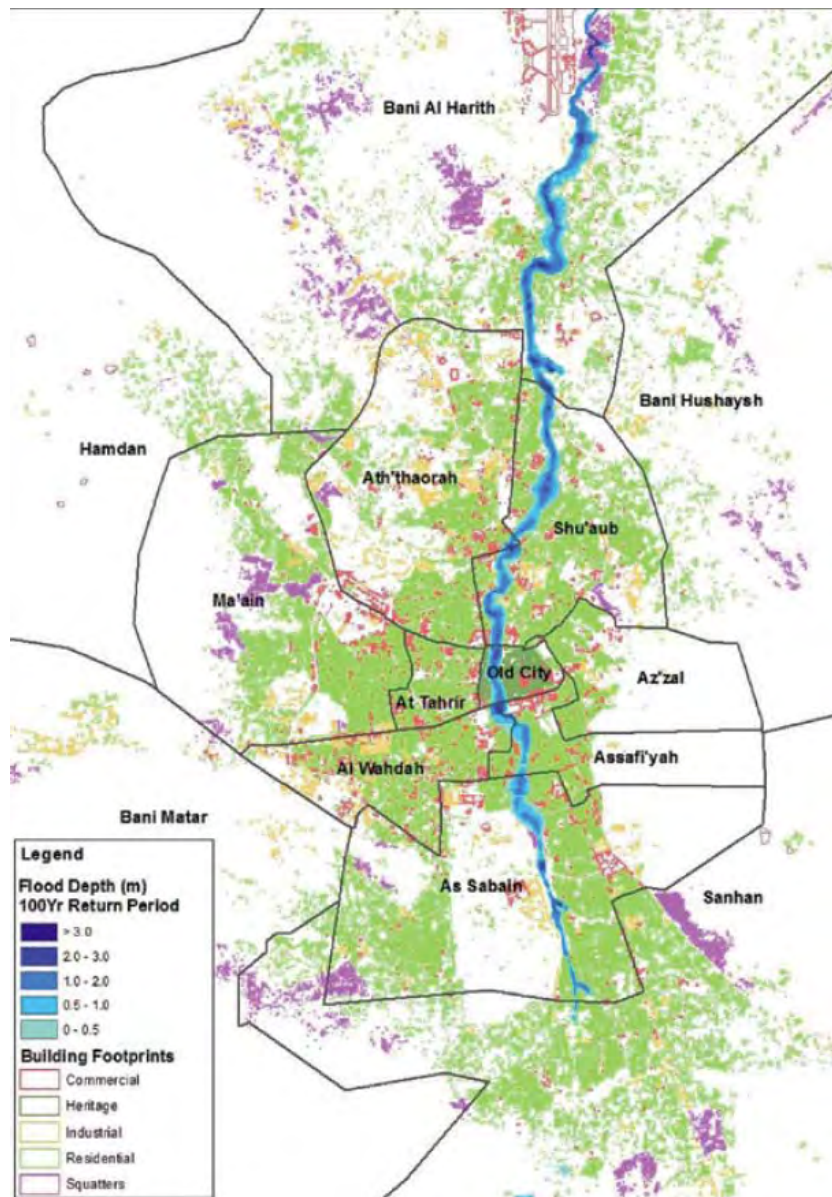 Bani Al Harith
Bani Hushaysh
Hamdan
Ath'thaorah
Shu'aub
Ma'ain
Old City
Az'zal
At Tahrir
Assafi'yah
Al Wahdah
Bani Matar
As Sabain
Sanhan
Legend
Flood Depth (m)
100Yr Return Period
> 3.0
2.0 - 3.0
1.0 - 2.0
0.5 - 1.0
0 - 0.5
Building Footprints
Commercial
Heritage
Industrial
Residential
Squatters